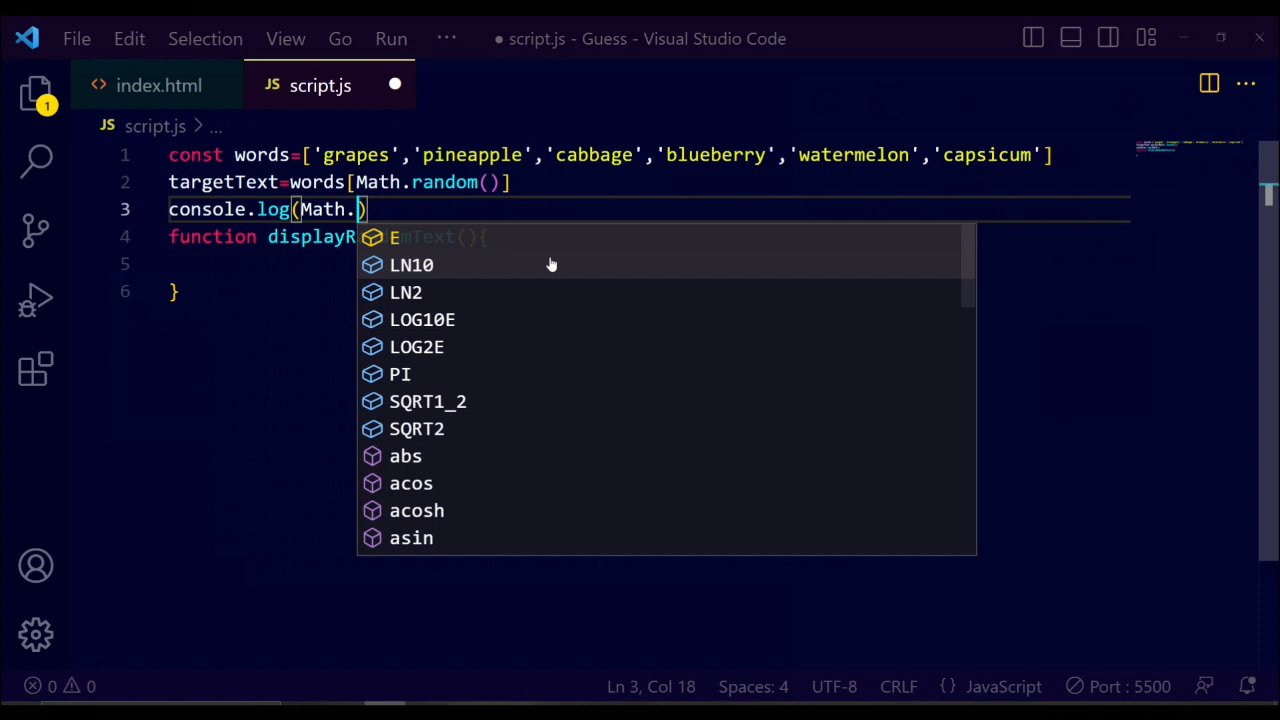 File Edit Selection View Go Run ··· ● script.js - Guess - Visual Studio Code
1 <> index.html JS script.js ● ···
JS script.js > ...
1 const words=['grapes','pineapple','cabbage','blueberry','watermelon','capsicum']
2 targetText=words[Math.random()]
3 console.log(Math.)
4 function displayRandomText(){
5
6 }
E
LN10
LN2
LOG10E
LOG2E
PI
SQRT1_2
SQRT2
abs
acos
acosh
asin
0 0 Ln 3, Col 18 Spaces: 4 UTF-8 CRLF {} JavaScript Port : 5500